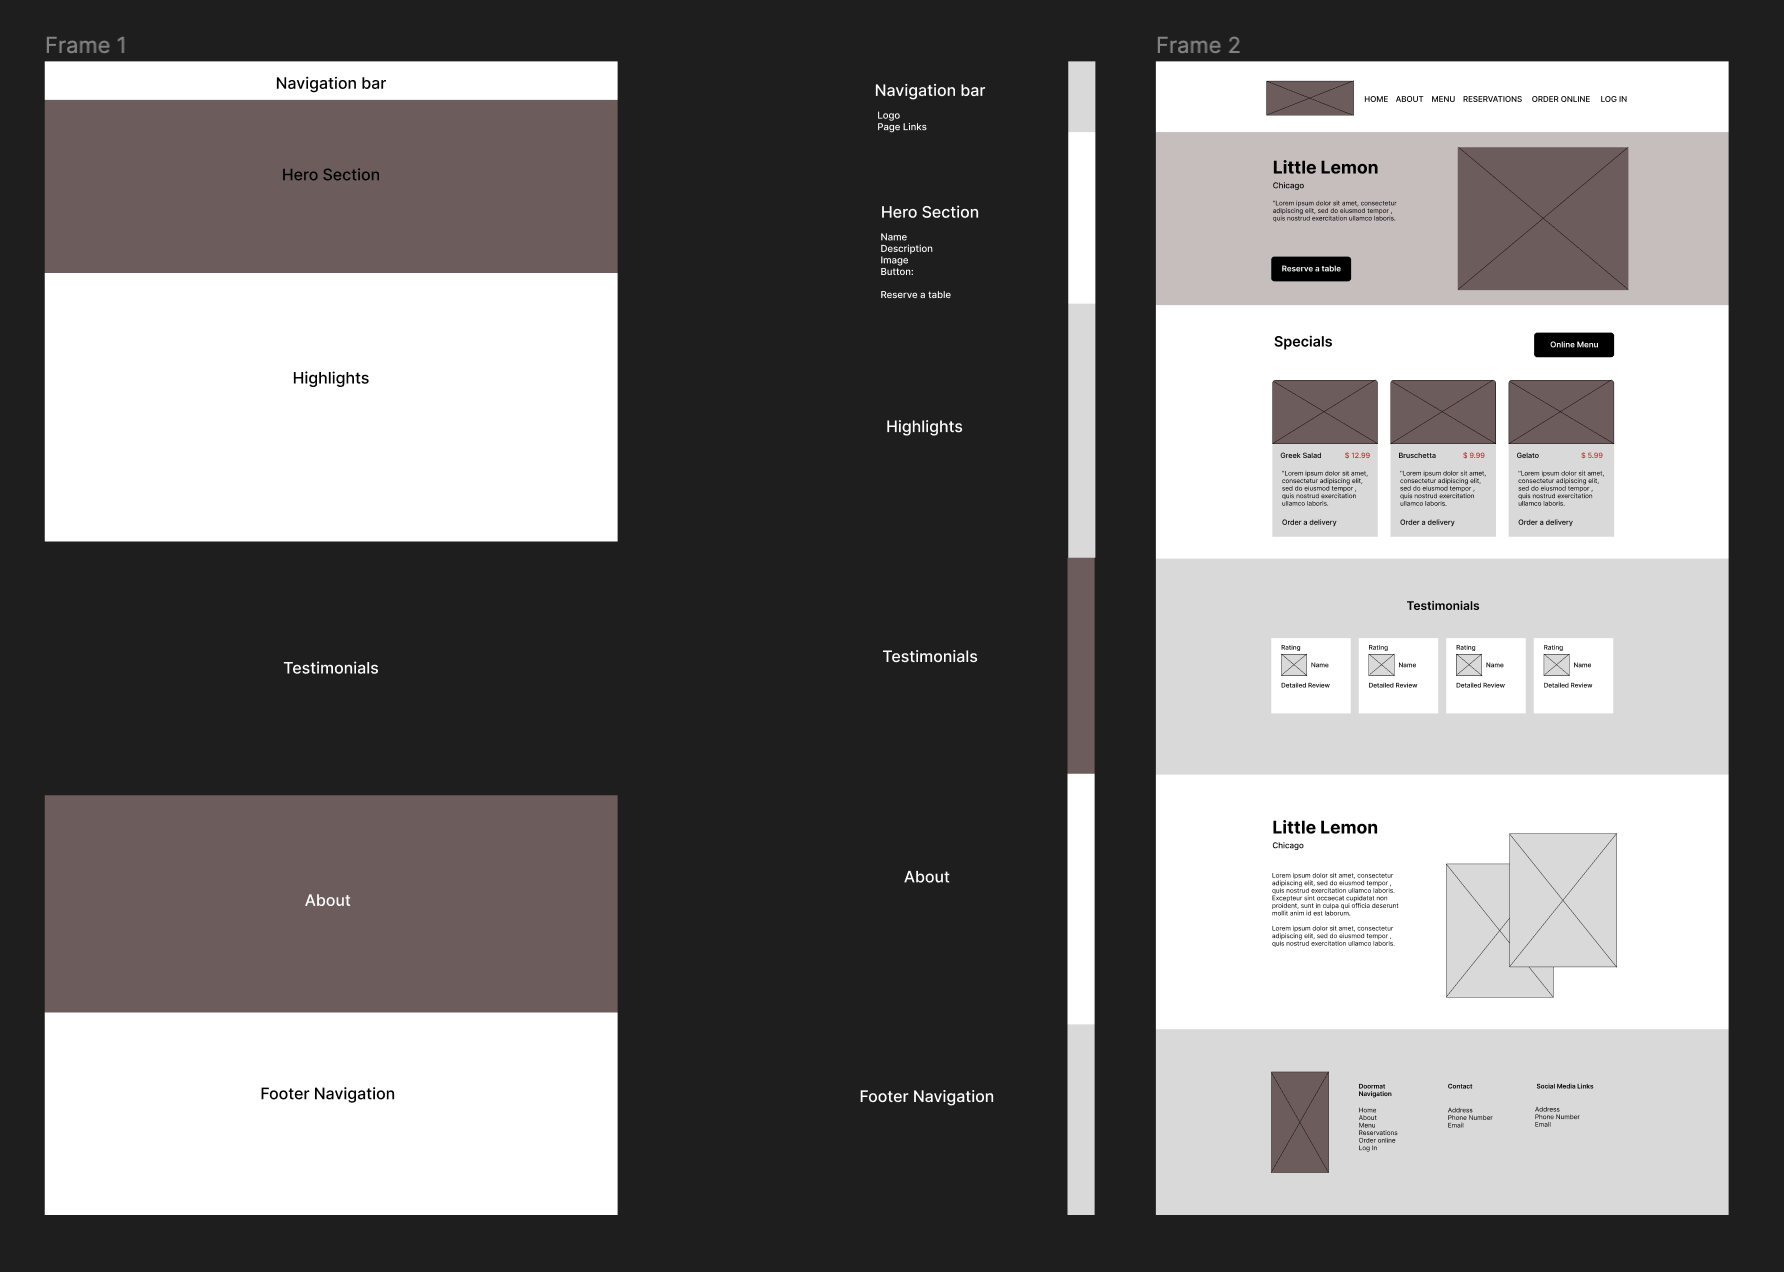 Frame 1
Navigation bar
Hero Section
Highlights
Testimonials
About
Footer Navigation
Navigation bar
Logo
Page Links
Hero Section
Name
Description
Image
Button:
Reserve a table
Highlights
Testimonials
About
Footer Navigation
Frame 2
HOME ABOUT MENU RESERVATIONS ORDER ONLINE LOG IN
Little Lemon
Chicago
"Lorem ipsum dolor sit amet, consectetur
adipiscing elit, sed do eiusmod tempor ,
quis nostrud exercitation ullamco laboris.
Reserve a table
Specials
Online Menu
Greek Salad $ 12.99
"Lorem ipsum dolor sit amet,
consectetur adipiscing elit,
sed do eiusmod tempor ,
quis nostrud exercitation
ullamco laboris.
Order a delivery
Bruschetta $ 9.99
"Lorem ipsum dolor sit amet,
consectetur adipiscing elit,
sed do eiusmod tempor ,
quis nostrud exercitation
ullamco laboris.
Order a delivery
Gelato $ 5.99
"Lorem ipsum dolor sit amet,
consectetur adipiscing elit,
sed do eiusmod tempor ,
quis nostrud exercitation
ullamco laboris.
Order a delivery
Testimonials
Rating
Name
Detailed Review
Rating
Name
Detailed Review
Rating
Name
Detailed Review
Rating
Name
Detailed Review
Little Lemon
Chicago
Lorem ipsum dolor sit amet, consectetur
adipiscing elit, sed do eiusmod tempor ,
quis nostrud exercitation ullamco laboris.
Excepteur sint occaecat cupidatat non
proident, sunt in culpa qui officia deserunt
mollit anim id est laborum.
Lorem ipsum dolor sit amet, consectetur
adipiscing elit, sed do eiusmod tempor ,
quis nostrud exercitation ullamco laboris.
Doormat
Navigation
Home
About
Menu
Reservations
Order online
Log In
Contact
Address
Phone Number
Email
Social Media Links
Address
Phone Number
Email